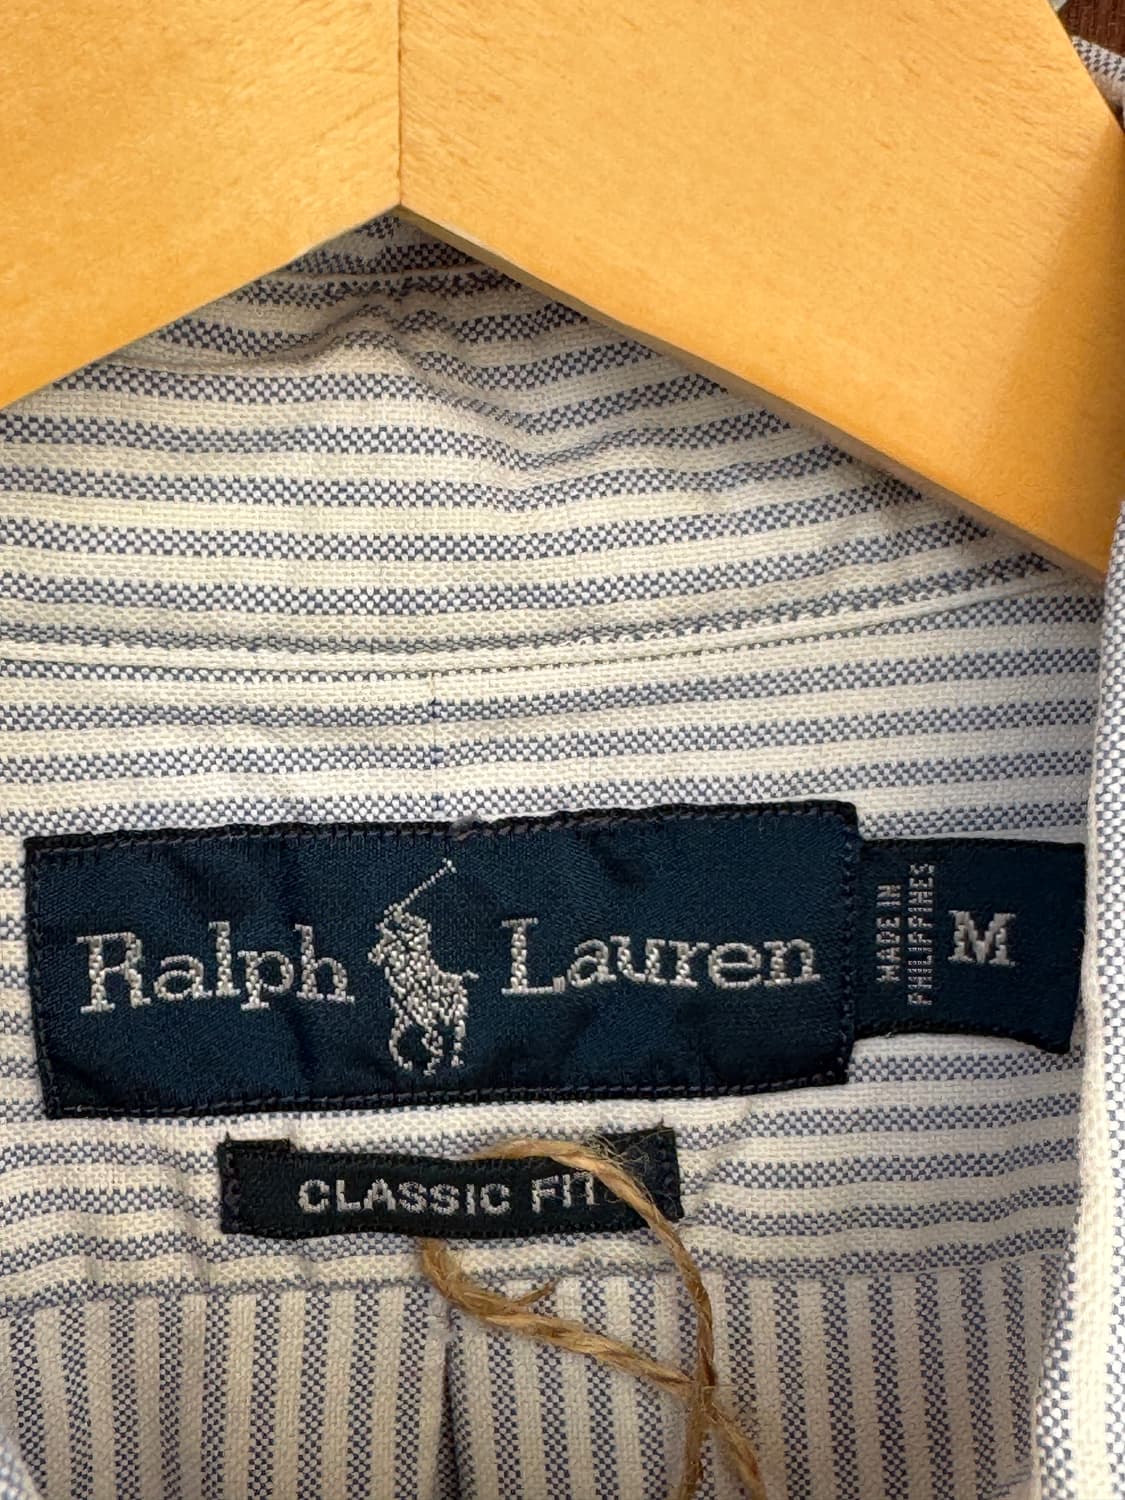 Ralph Lauren
MADE IN
PHILIPPINES
M
CLASSIC FIT